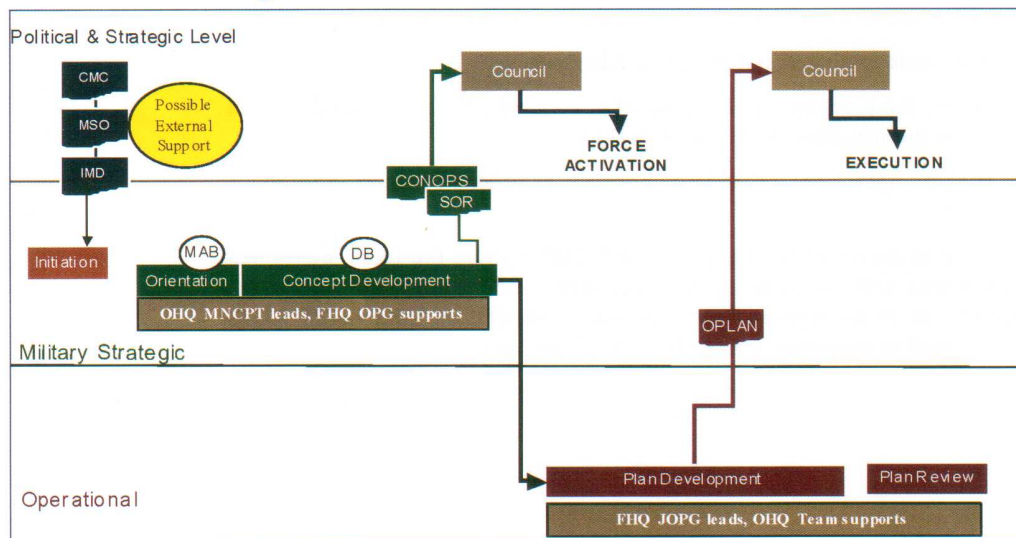 Political & Strategic Level
CMC
MSO
IMD
Possible
External
Support
Council
FORCE
ACTIVATION
Council
EXECUTION
CONOPS
SOR
Initiation
MAB
DB
Orientation
Concept Development
OHQ MNCPT leads, FHQ OPG supports
OPLAN
Military Strategic
Plan Development
Plan Review
Operational
FHQ JOPG leads, OHQ Team supports